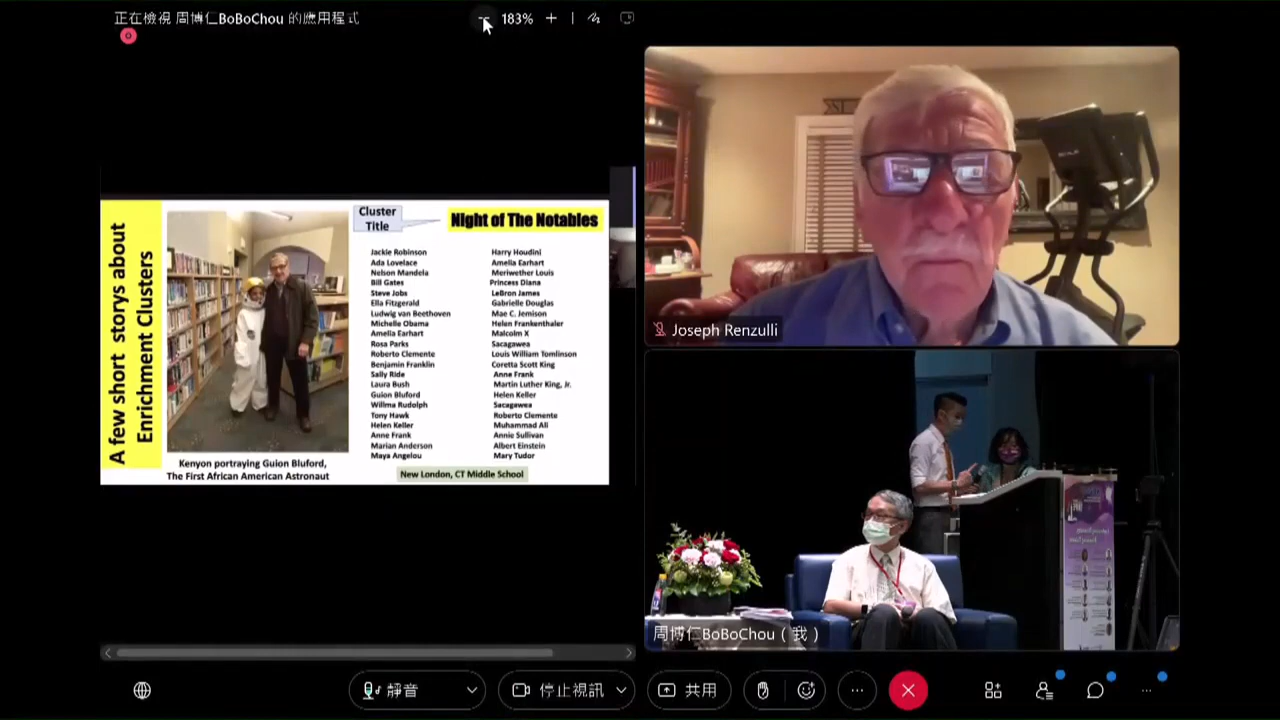 正在檢視 周博仁BoBoChou 的應用程式
183%
A few short storys about
Enrichment Clusters
Cluster
Title
Night of The Notables
Jackie Robinson
Ada Lovelace
Nelson Mandela
Bill Gates
Steve Jobs
Ella Fitzgerald
Ludwig van Beethoven
Michelle Obama
Amelia Earhart
Rosa Parks
Roberto Clemente
Benjamin Franklin
Sally Ride
Laura Bush
Guion Bluford
Willma Rudolph
Tony Hawk
Helen Keller
Anne Frank
Marian Anderson
Maya Angelou
Harry Houdini
Amelia Earhart
Meriwether Louis
Princess Diana
LeBron James
Gabrielle Douglas
Mae C. Jemison
Helen Frankenthaler
Malcolm X
Sacagawea
Louis William Tomlinson
Coretta Scott King
Anne Frank
Martin Luther King, Jr.
Helen Keller
Sacagawea
Roberto Clemente
Muhammad Ali
Annie Sullivan
Albert Einstein
Mary Tudor
Kenyon portraying Guion Bluford,
The First African American Astronaut
New London, CT Middle School
Joseph Renzulli
周博仁BoBoChou（我）
靜音
停止視訊
共用